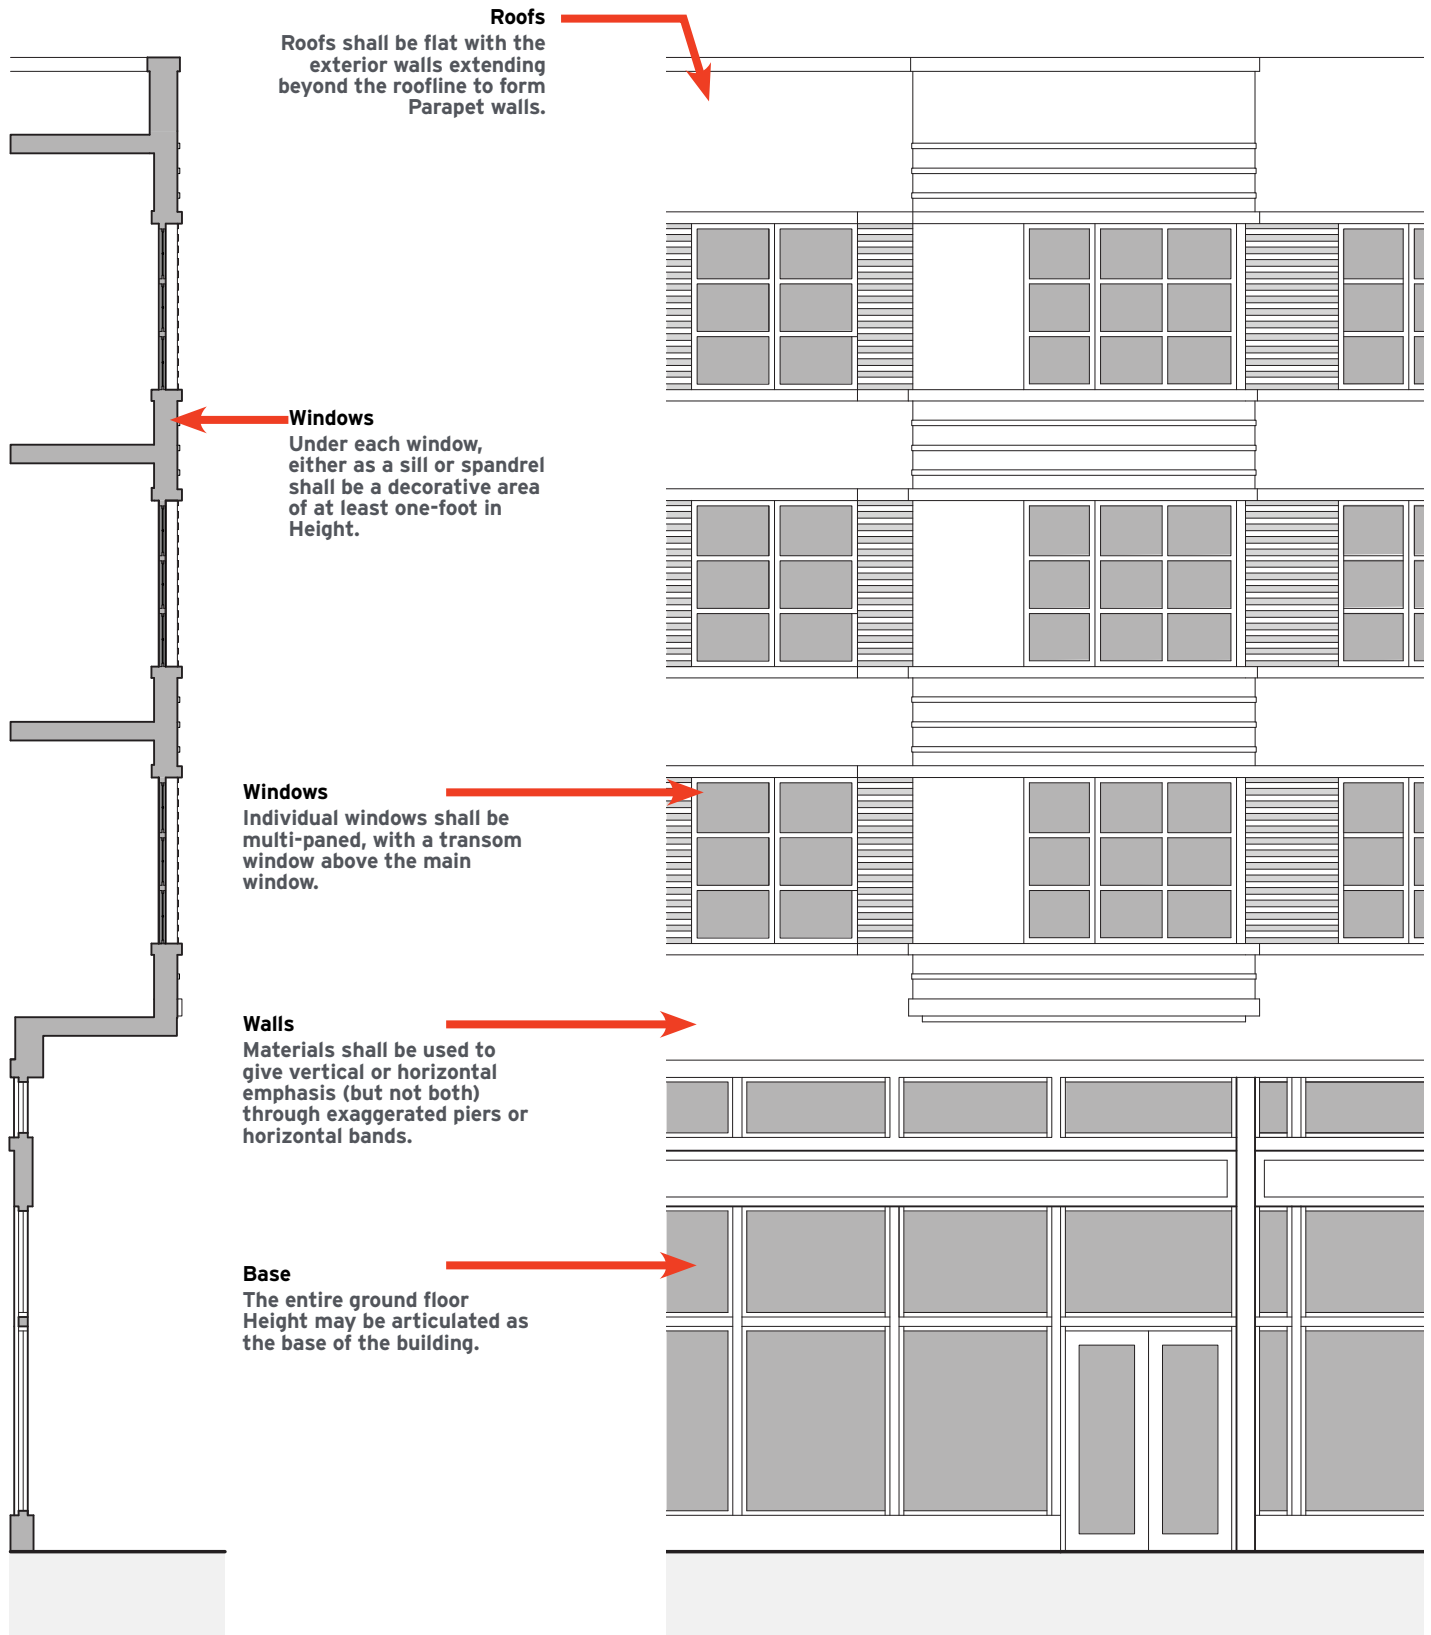 Roofs
Roofs shall be flat with the
exterior walls extending
beyond the roofline to form
Parapet walls.
Windows
Under each window,
either as a sill or spandrel
shall be a decorative area
of at least one-foot in
Height.
Windows
Individual windows shall be
multi-paned, with a transom
window above the main
window.
Walls
Materials shall be used to
give vertical or horizontal
emphasis (but not both)
through exaggerated piers or
horizontal bands.
Base
The entire ground floor
Height may be articulated as
the base of the building.